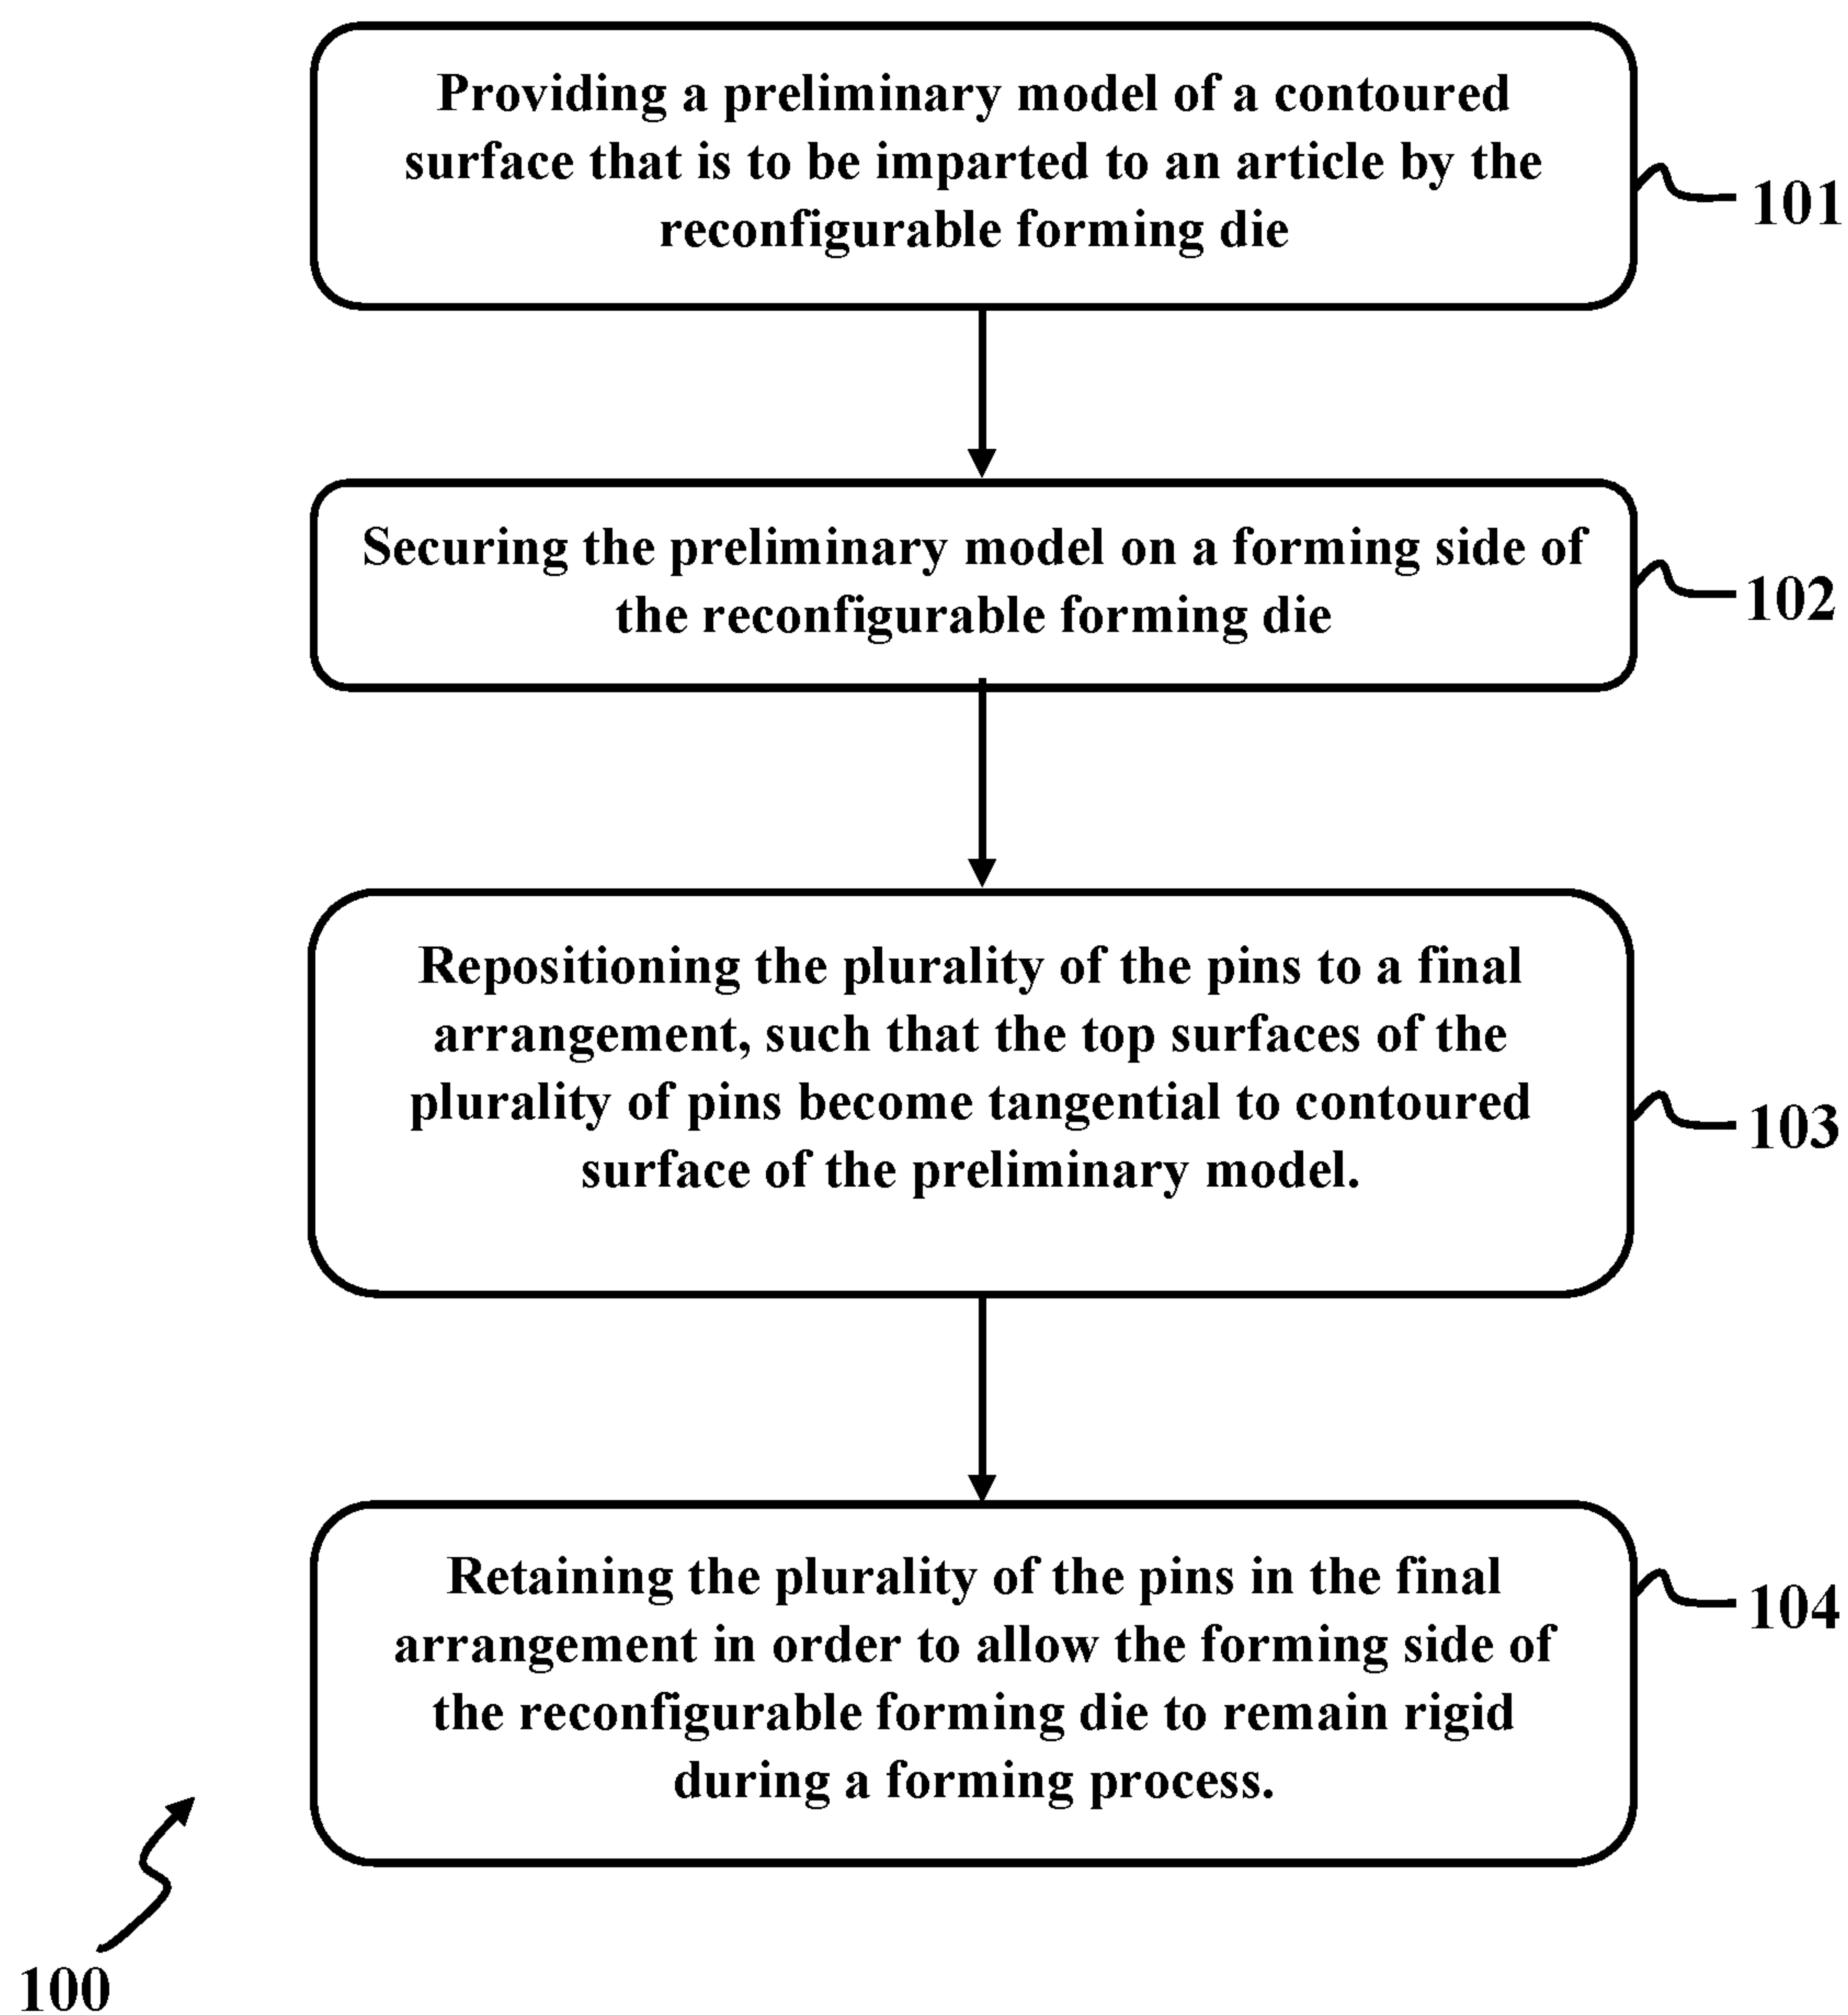 Providing a preliminary model of a contoured
surface that is to be imparted to an article by the
reconfigurable forming die
101
Securing the preliminary model on a forming side of
the reconfigurable forming die
102
Repositioning the plurality of the pins to a final
arrangement, such that the top surfaces of the
plurality of pins become tangential to contoured
surface of the preliminary model.
103
Retaining the plurality of the pins in the final
arrangement in order to allow the forming side of
the reconfigurable forming die to remain rigid
during a forming process.
104
100